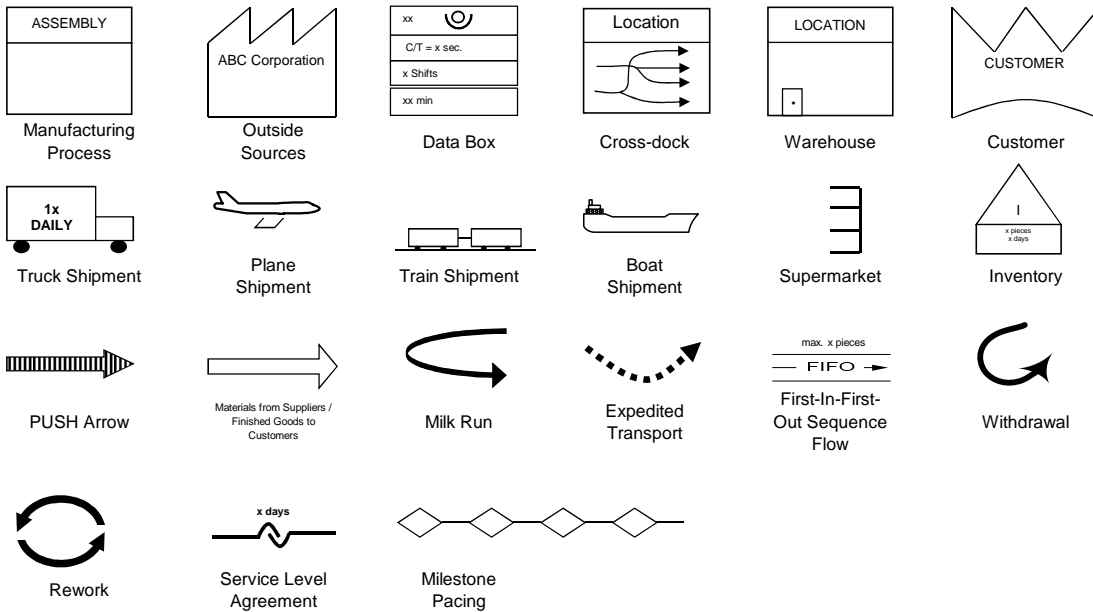 ASSEMBLY
Manufacturing
Process
ABC Corporation
Outside
Sources
xx
C/T = x sec.
x Shifts
xx min
Data Box
Location
Cross-dock
LOCATION
Warehouse
CUSTOMER
Customer
1x
DAILY
Truck Shipment
Plane
Shipment
Train Shipment
Boat
Shipment
Supermarket
I
x pieces
x days
Inventory
PUSH Arrow
Materials from Suppliers /
Finished Goods to
Customers
Milk Run
Expedited
Transport
max. x pieces
FIFO
First-In-First-
Out Sequence
Flow
Withdrawal
Rework
x days
Service Level
Agreement
Milestone
Pacing